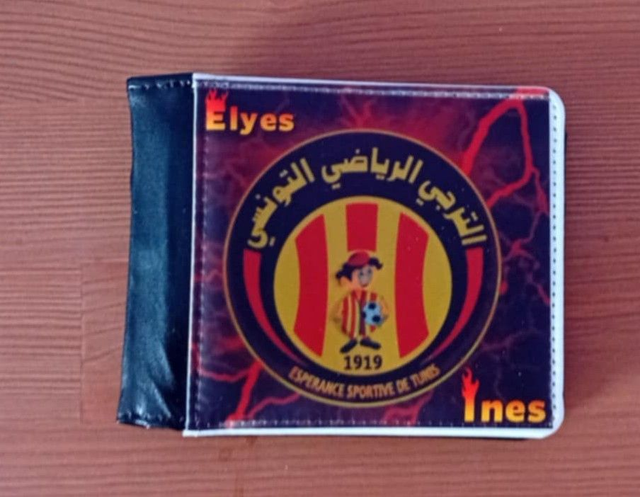 Elyes
الترجي الرياضي التونسي
1919
ESPERANCE SPORTIVE DE TUNIS
Ines